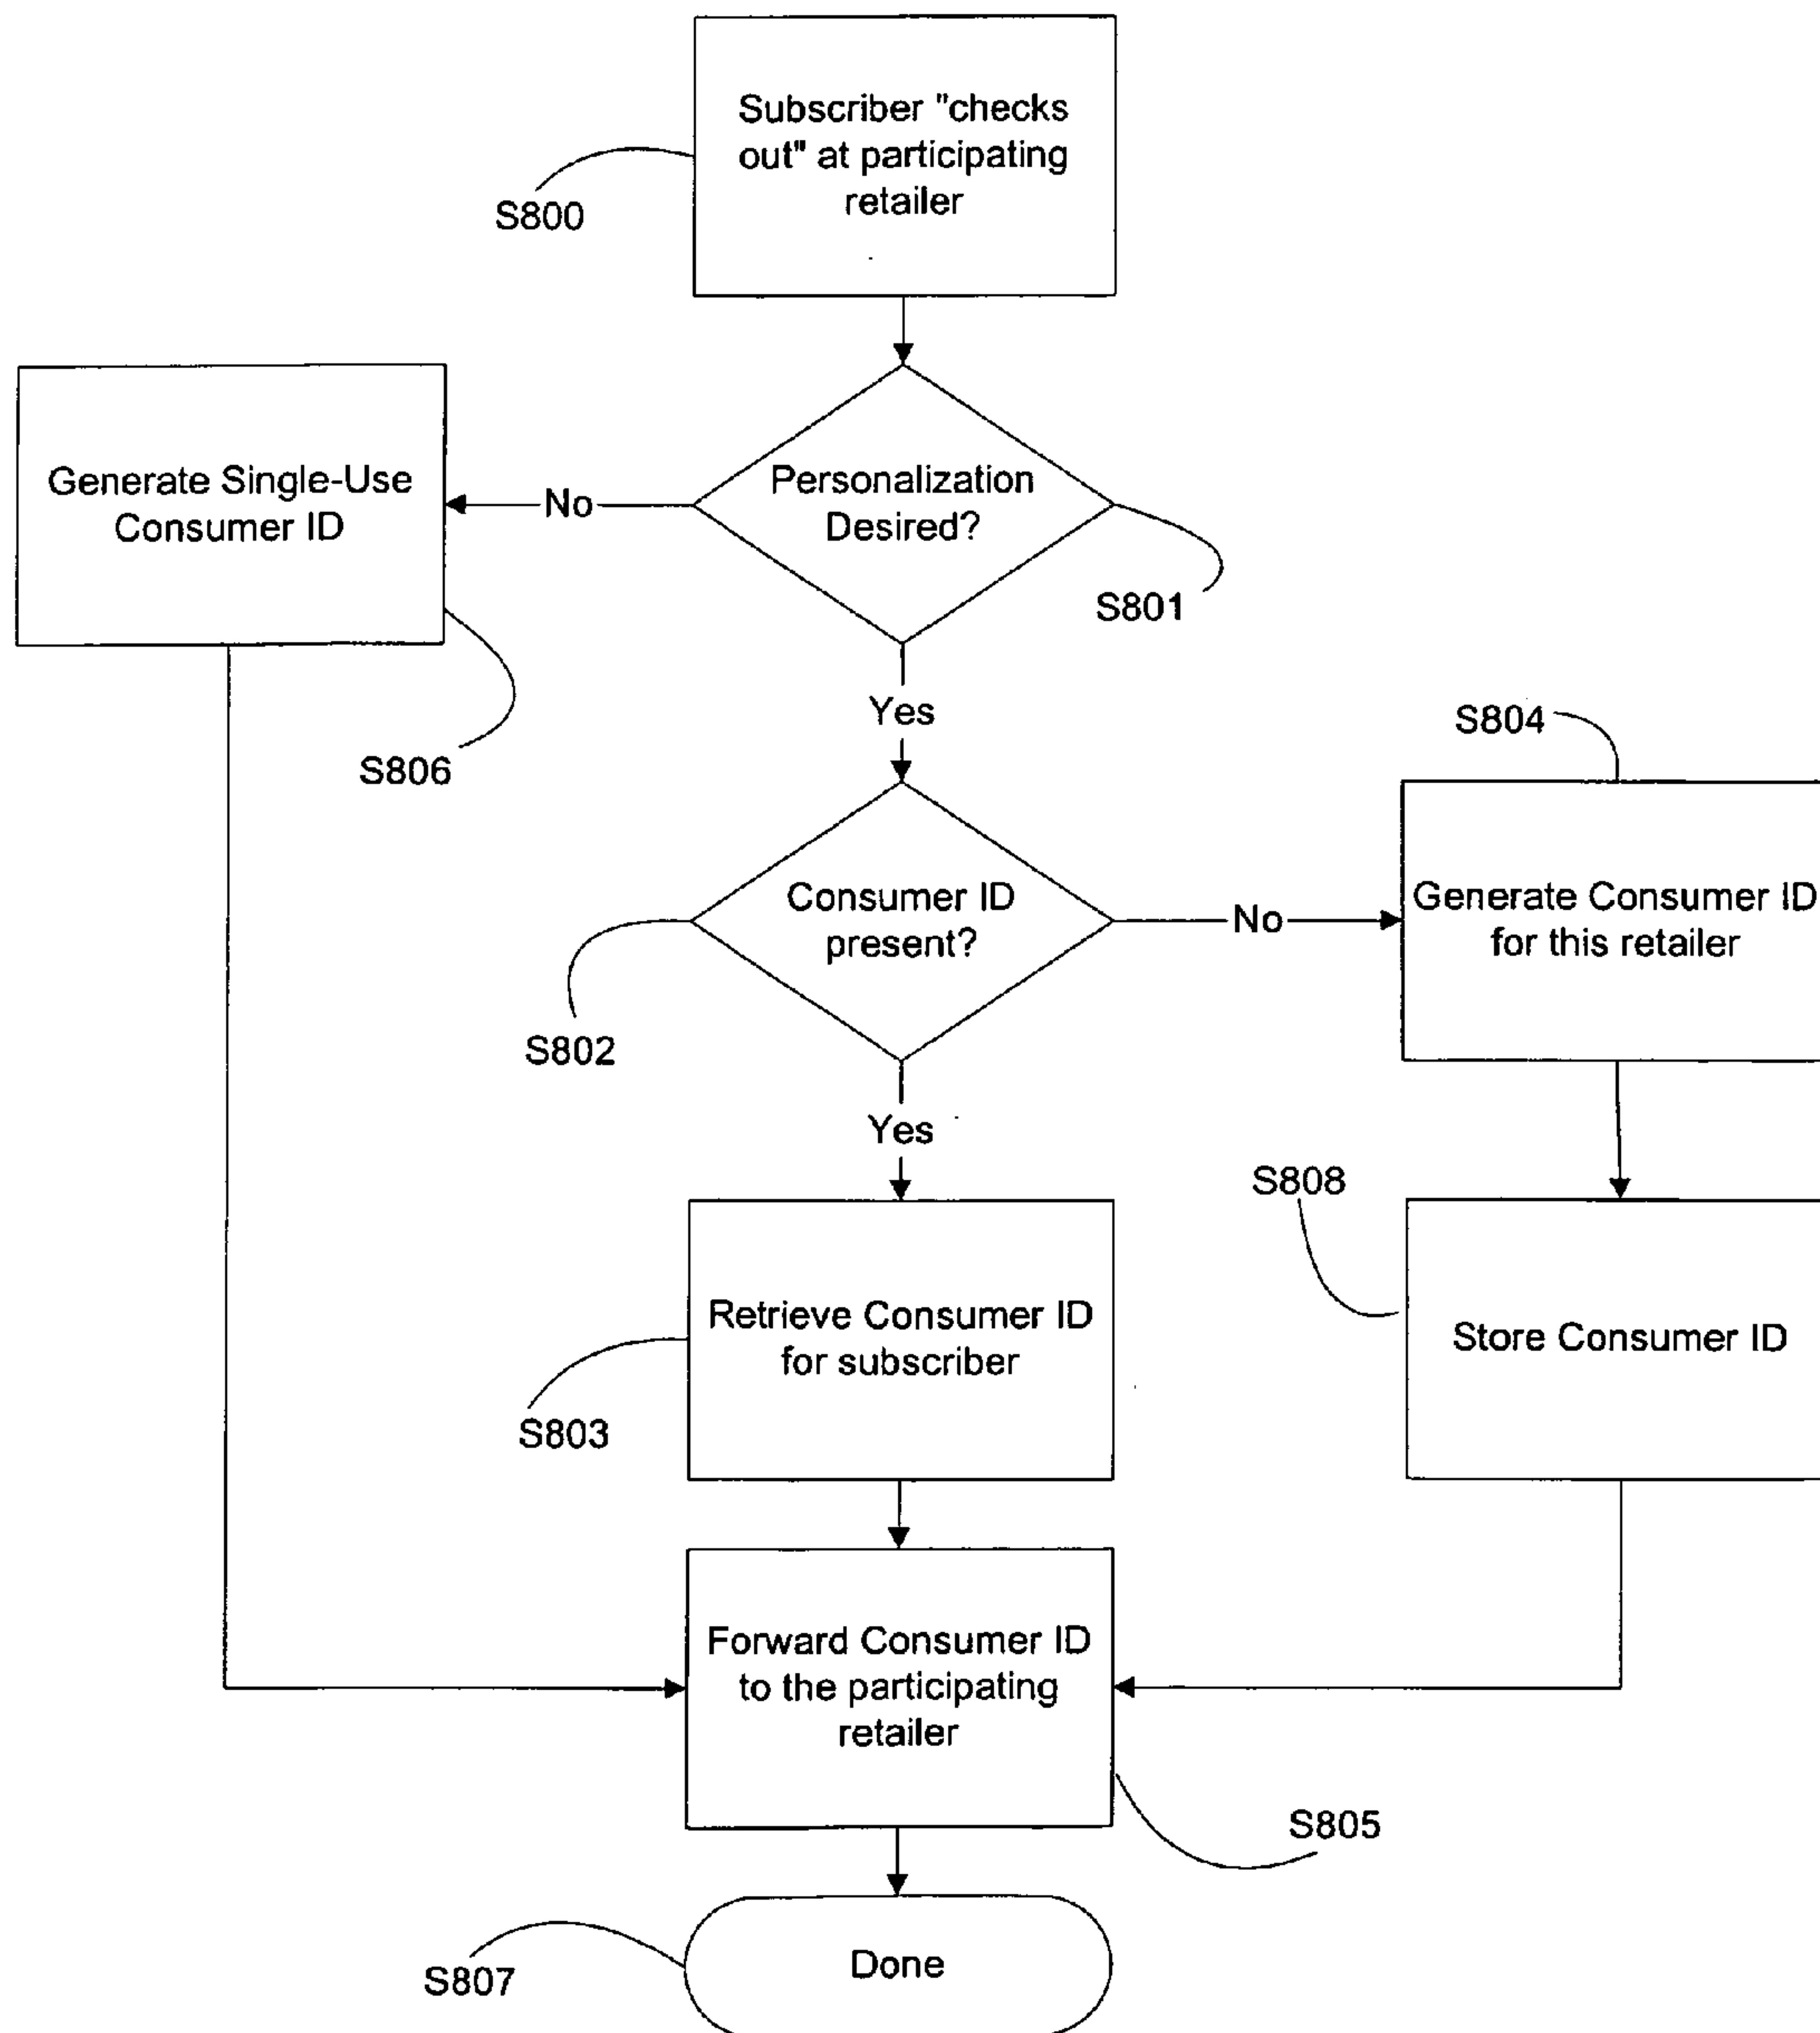 Subscriber "checks
out" at participating
retailer
S800
Generate Single-Use
Consumer ID
No
Personalization
Desired?
S801
S806
Yes
S804
Consumer ID
present?
No
Generate Consumer ID
for this retailer
S802
Yes
S808
Retrieve Consumer ID
for subscriber
Store Consumer ID
S803
Forward Consumer ID
to the participating
retailer
S805
Done
S807